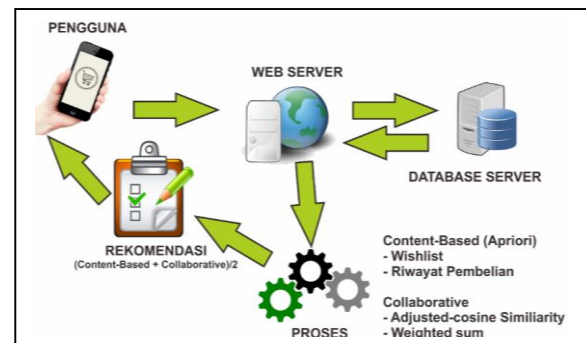 PENGGUNA
WEB SERVER
DATABASE SERVER
REKOMENDASI
(Content-Based + Collaborative)/2
PROSES
Content-Based (Apriori)
- Wishlist
- Riwayat Pembelian
Collaborative
- Adjusted-cosine Similiarity
- Weighted sum